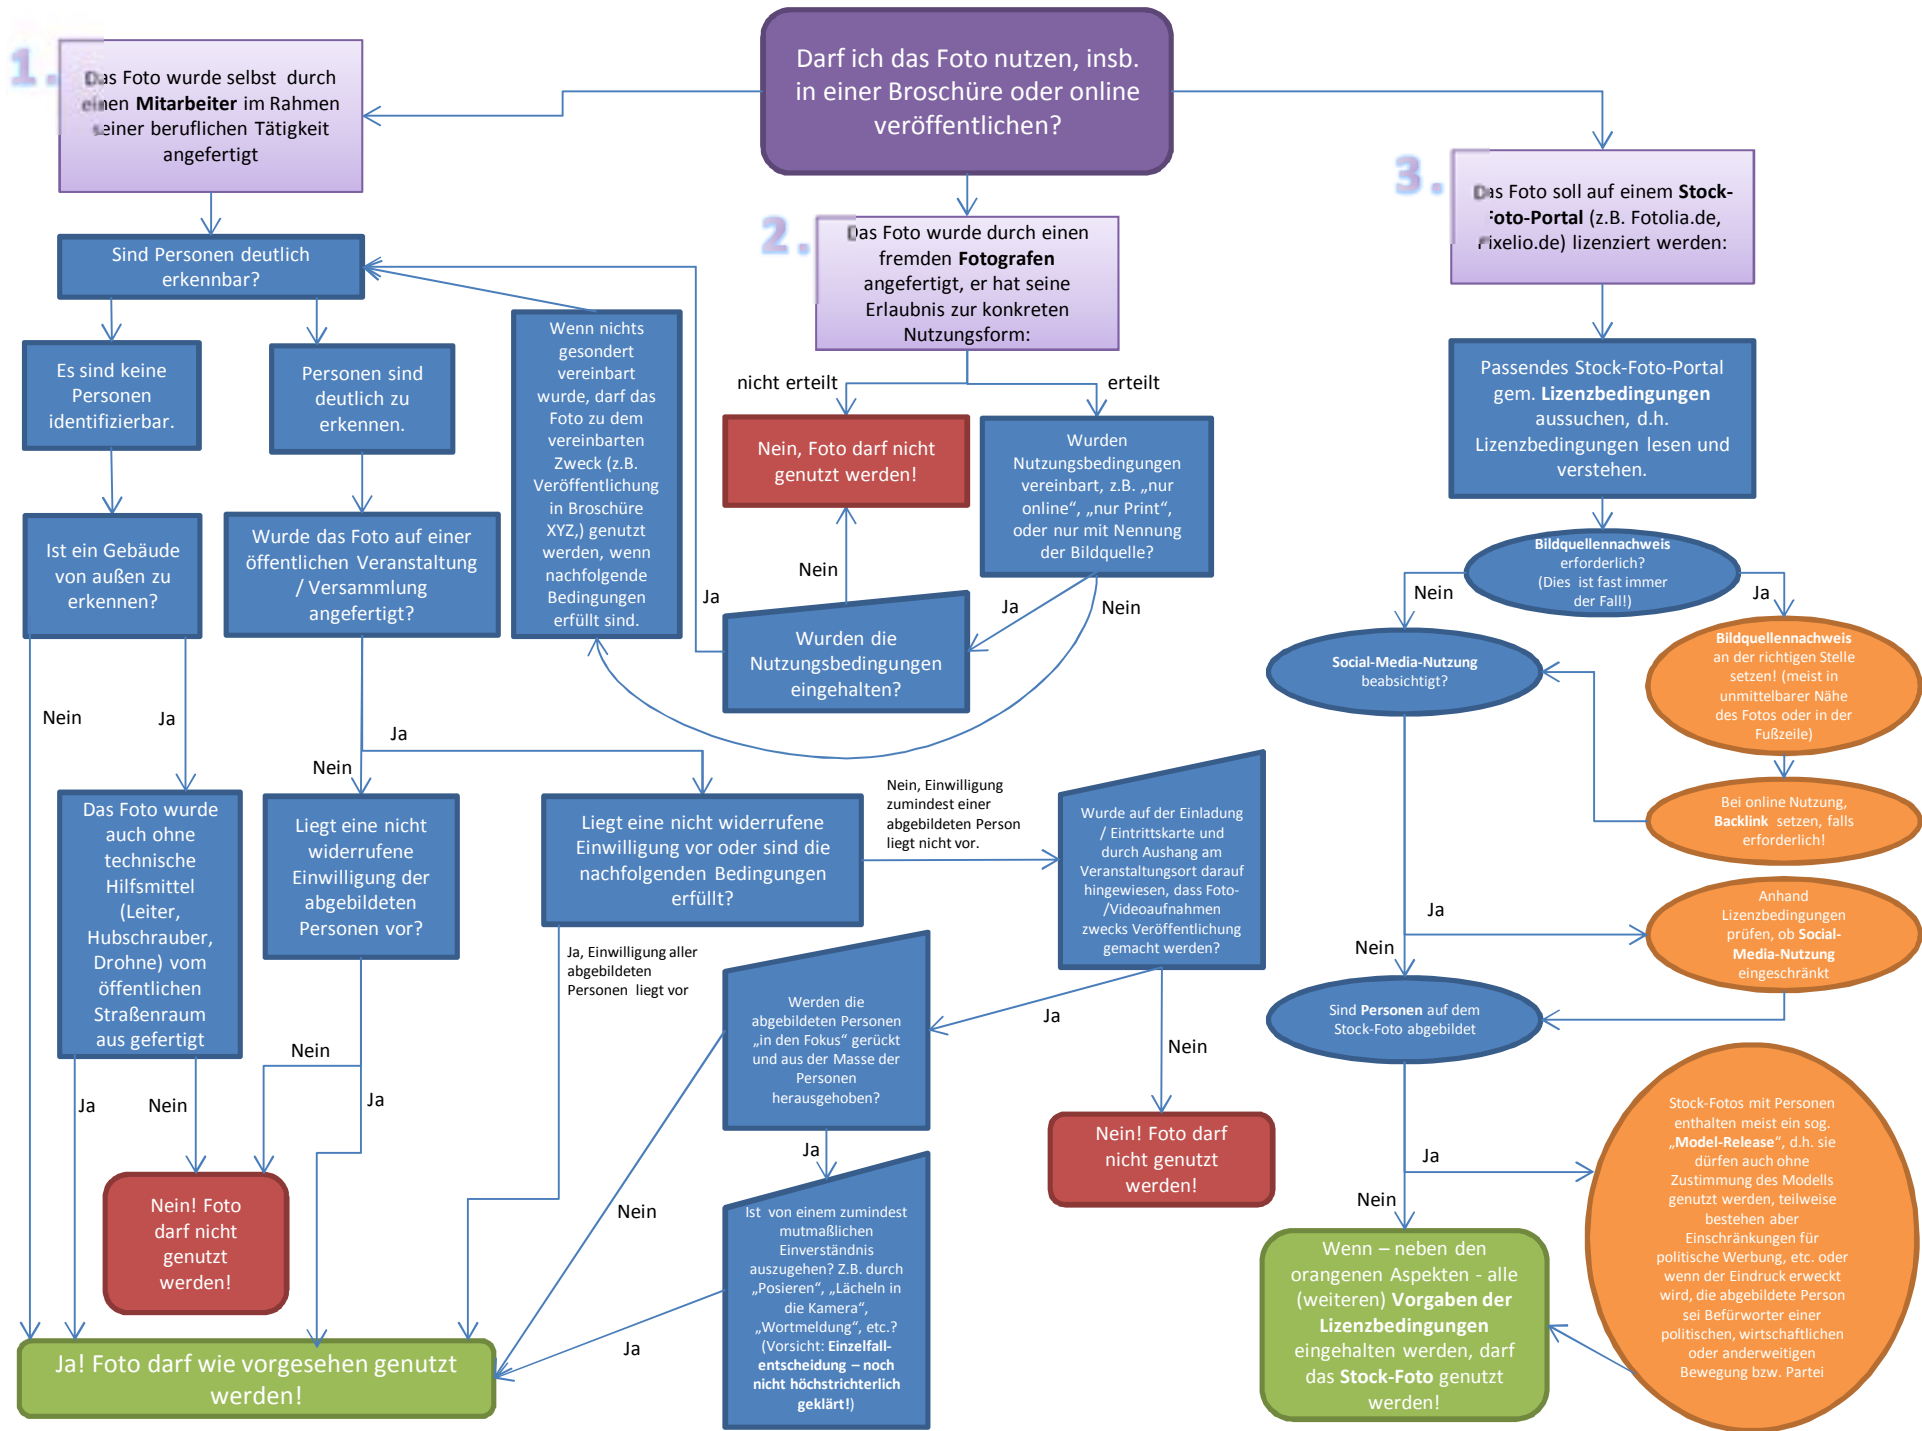 Darf ich das Foto nutzen, insb.
in einer Broschüre oder online
veröffentlichen?
1.
Das Foto wurde selbst durch
einen Mitarbeiter im Rahmen
seiner beruflichen Tätigkeit
angefertigt
Sind Personen deutlich
erkennbar?
Es sind keine
Personen
identifizierbar.
Personen sind
deutlich zu
erkennen.
Ist ein Gebäude
von außen zu
erkennen?
Wurde das Foto auf einer
öffentlichen Veranstaltung
/ Versammlung
angefertigt?
Nein
Ja
Nein
Ja
Das Foto wurde
auch ohne
technische
Hilfsmittel
(Leiter,
Hubschrauber,
Drohne) vom
öffentlichen
Straßenraum
aus gefertigt
Liegt eine nicht
widerrufene
Einwilligung der
abgebildeten
Personen vor?
Liegt eine nicht widerrufene
Einwilligung vor oder sind die
nachfolgenden Bedingungen
erfüllt?
Nein, Einwilligung
zumindest einer
abgebildeten Person
liegt nicht vor.
Wurde auf der Einladung
/ Eintrittskarte und
durch Aushang am
Veranstaltungsort darauf
hingewiesen, dass Foto-
/Videoaufnahmen
zwecks Veröffentlichung
gemacht werden?
Ja, Einwilligung aller
abgebildeten
Personen liegt vor
Werden die
abgebildeten Personen
„in den Fokus“ gerückt
und aus der Masse der
Personen
herausgehoben?
Ja
Nein
Nein! Foto darf
nicht genutzt
werden!
Ja
Nein
Ist von einem zumindest
mutmaßlichen
Einverständnis
auszugehen? Z.B. durch
„Posieren“, „Lächeln in
die Kamera“,
„Wortmeldung“, etc.?
(Vorsicht: Einzelfall-
entscheidung – noch
nicht höchstrichterlich
geklärt!)
Ja
Ja
Nein
Nein
Ja
Nein! Foto
darf nicht
genutzt
werden!
Ja! Foto darf wie vorgesehen genutzt
werden!
2.
Das Foto wurde durch einen
fremden Fotografen
angefertigt, er hat seine
Erlaubnis zur konkreten
Nutzungsform:
nicht erteilt
erteilt
Nein, Foto darf nicht
genutzt werden!
Wurden
Nutzungsbedingungen
vereinbart, z.B. „nur
online“, „nur Print“,
oder nur mit Nennung
der Bildquelle?
Nein
Ja
Ja
Nein
Wurden die
Nutzungsbedingungen
eingehalten?
Wenn nichts
gesondert
vereinbart
wurde, darf das
Foto zu dem
vereinbarten
Zweck (z.B.
Veröffentlichung
in Broschüre
XYZ,) genutzt
werden, wenn
nachfolgende
Bedingungen
erfüllt sind.
3.
Das Foto soll auf einem Stock-
Foto-Portal (z.B. Fotolia.de,
Pixelio.de) lizenziert werden:
Passendes Stock-Foto-Portal
gem. Lizenzbedingungen
aussuchen, d.h.
Lizenzbedingungen lesen und
verstehen.
Bildquellennachweis
erforderlich?
(Dies ist fast immer
der Fall!)
Nein
Ja
Social-Media-Nutzung
beabsichtigt?
Bildquellennachweis
an der richtigen Stelle
setzen! (meist in
unmittelbarer Nähe
des Fotos oder in der
Fußzeile)
Bei online Nutzung,
Backlink setzen, falls
erforderlich!
Ja
Nein
Anhand
Lizenzbedingungen
prüfen, ob Social-
Media-Nutzung
eingeschränkt
Sind Personen auf dem
Stock-Foto abgebildet
Ja
Nein
Stock-Fotos mit Personen
enthalten meist ein sog.
„Model-Release“, d.h. sie
dürfen auch ohne
Zustimmung des Modells
genutzt werden, teilweise
bestehen aber
Einschränkungen für
politische Werbung, etc. oder
wenn der Eindruck erweckt
wird, die abgebildete Person
sei Befürworter einer
politischen, wirtschaftlichen
oder anderweitigen
Bewegung bzw. Partei
Wenn – neben den
orangenen Aspekten - alle
(weiteren) Vorgaben der
Lizenzbedingungen
eingehalten werden, darf
das Stock-Foto genutzt
werden!